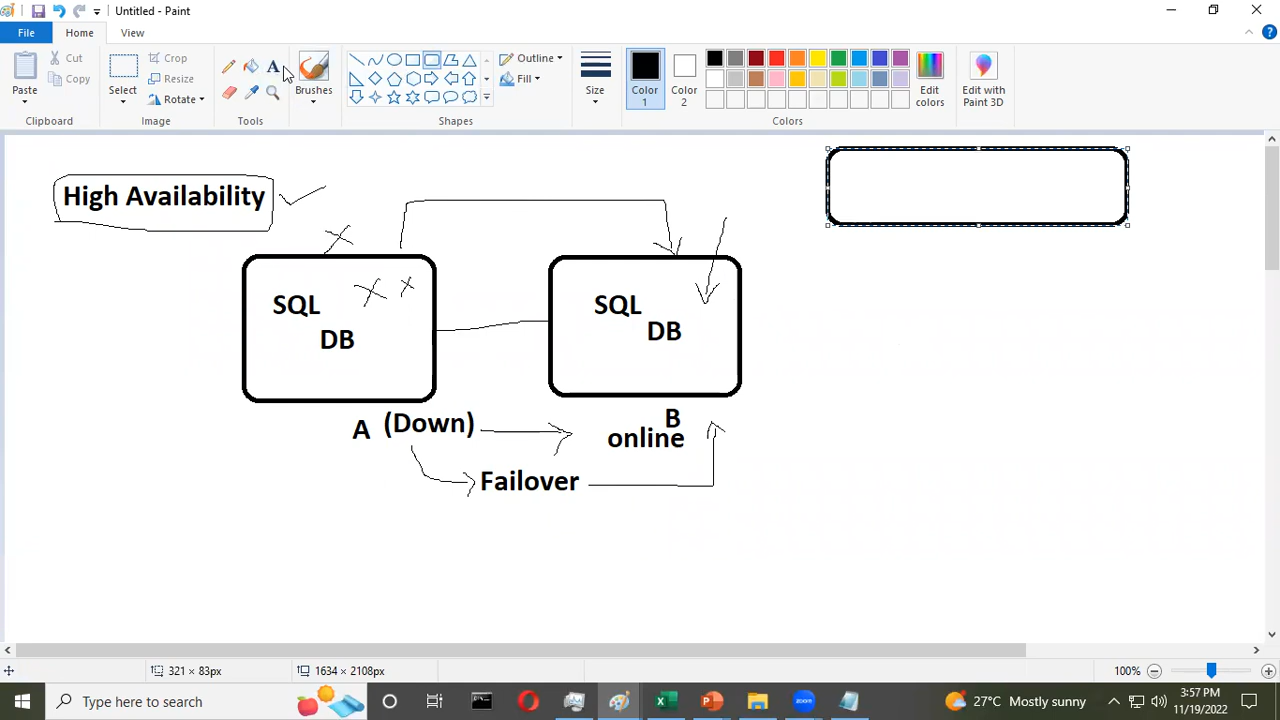 Untitled - Paint
File
Home
View
Paste
Cut
Copy
Clipboard
Select
Crop
Resize
Rotate
Image
A
Tools
Brushes
Outline
Fill
Shapes
Size
Color
1
Color
2
Edit
colors
Colors
Edit with
Paint 3D
High Availability
SQL
DB
SQL
DB
A
(Down)
B
online
Failover
321 × 83px
1634 × 2108px
100%
Type here to search
zoom
27°C Mostly sunny
3:57 PM
11/19/2022